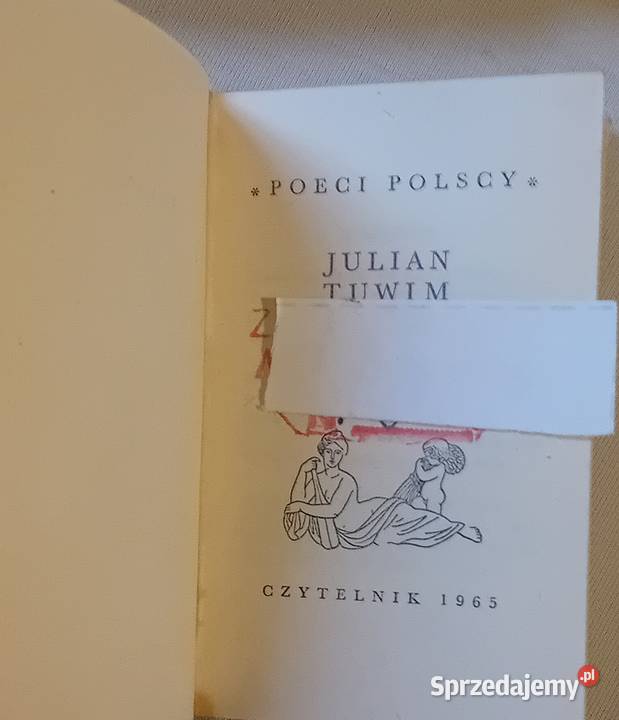 * POECI POLSCY *
JULIAN
TUWIM
CZYTELNIK 1965
Sprzedajemy.pl